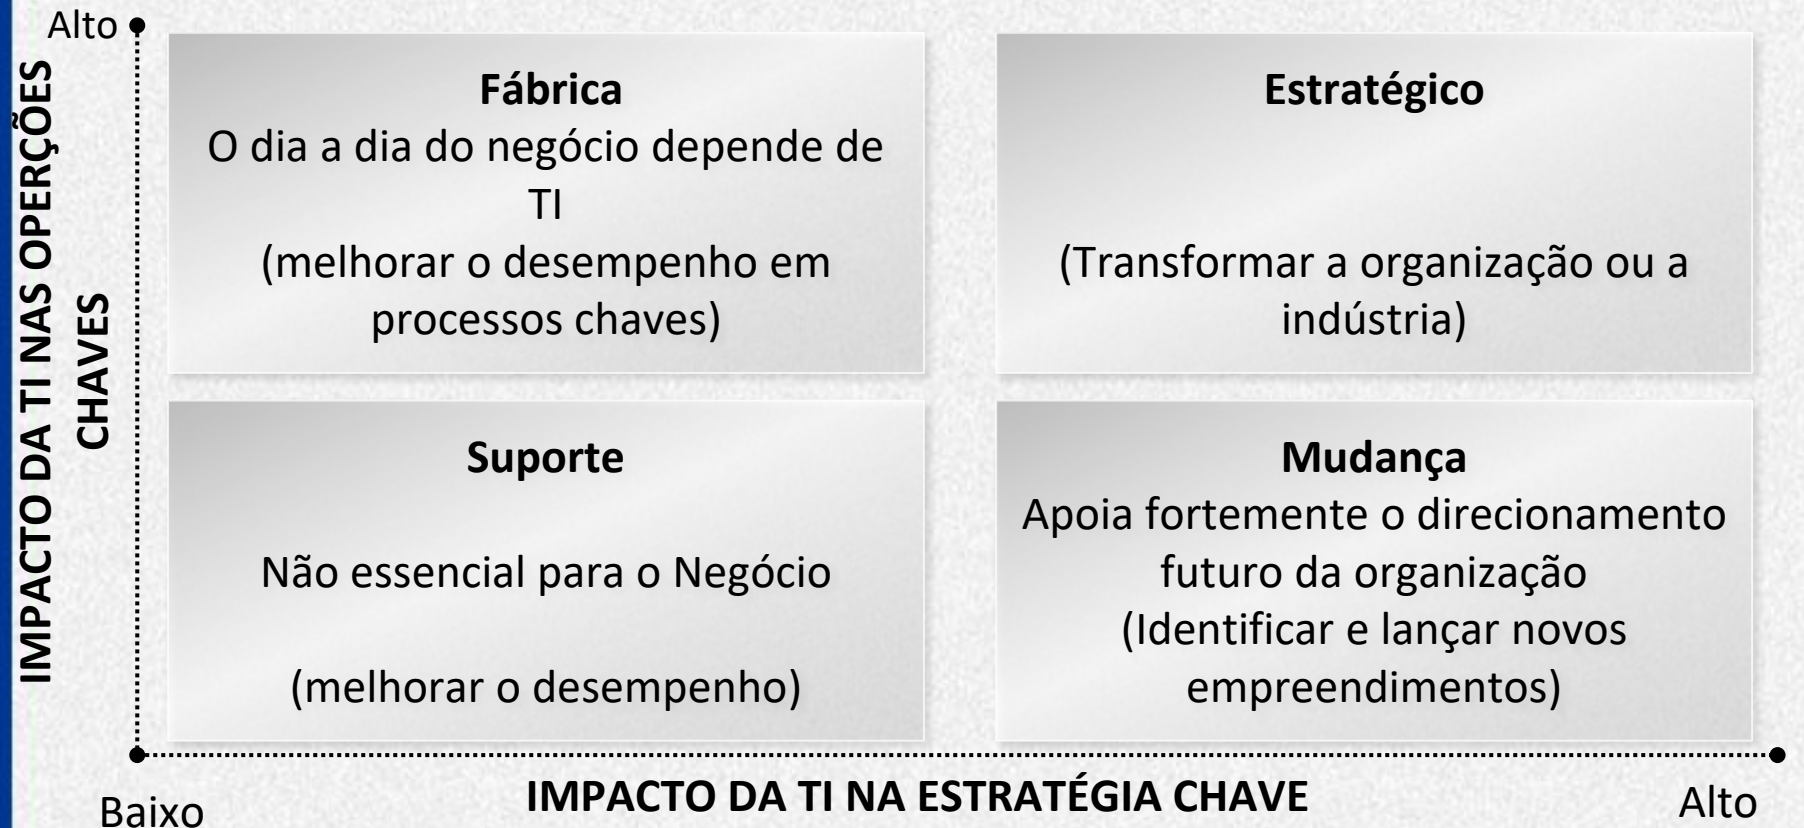 Alto
IMPACTO DA TI NAS OPERÇÕES
CHAVES
Fábrica
O dia a dia do negócio depende de
TI
(melhorar o desempenho em
processos chaves)
Estratégico
(Transformar a organização ou a
indústria)
Suporte
Não essencial para o Negócio
(melhorar o desempenho)
Mudança
Apoia fortemente o direcionamento
futuro da organização
(Identificar e lançar novos
empreendimentos)
Baixo
IMPACTO DA TI NA ESTRATÉGIA CHAVE
Alto